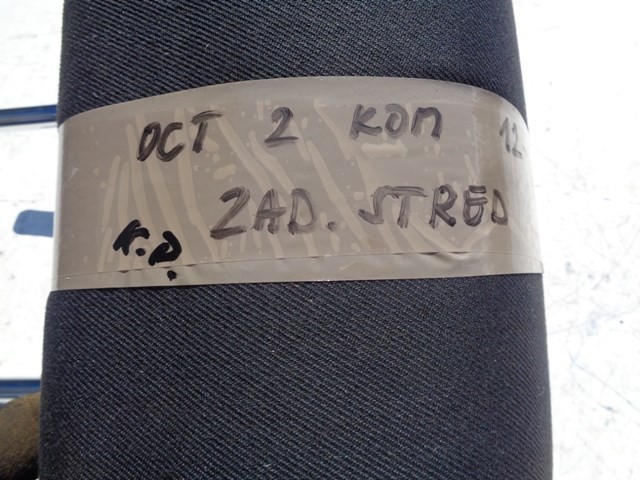 OCT 2 KOM 12
ZAD. STRED
K.D.